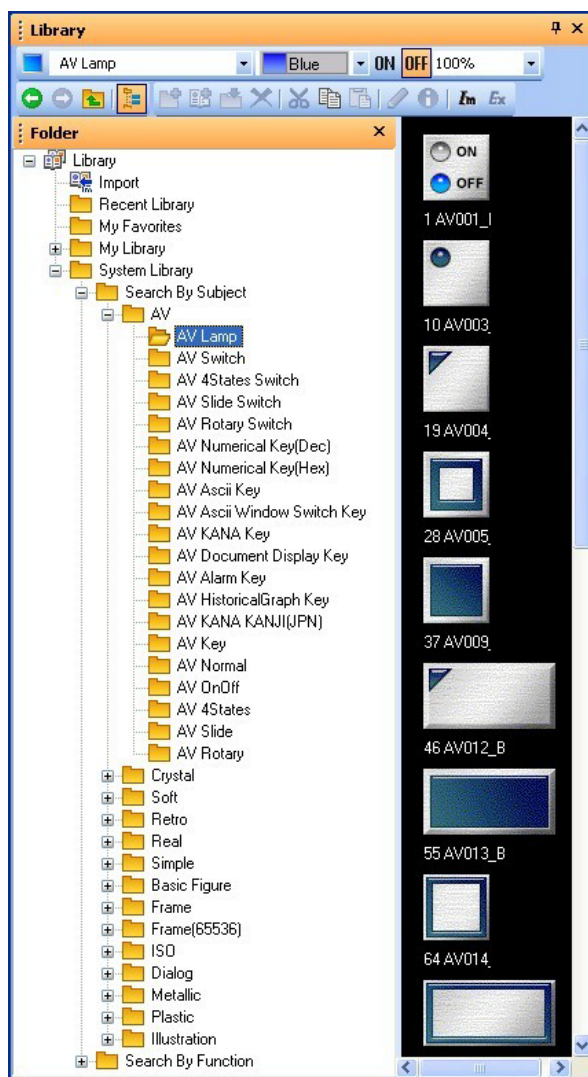 Library
AV Lamp Blue ON OFF 100%
Im Ex
Folder
Library
Import
Recent Library
My Favorites
My Library
System Library
Search By Subject
AV
AV Lamp
AV Switch
AV 4States Switch
AV Slide Switch
AV Rotary Switch
AV Numerical Key(Dec)
AV Numerical Key(Hex)
AV Ascii Key
AV Ascii Window Switch Key
AV KANA Key
AV Document Display Key
AV Alarm Key
AV HistoricalGraph Key
AV KANA KANJI(JPN)
AV Key
AV Normal
AV OnOff
AV 4States
AV Slide
AV Rotary
Crystal
Soft
Retro
Real
Simple
Basic Figure
Frame
Frame(65536)
ISO
Dialog
Metallic
Plastic
Illustration
Search By Function
ON
OFF
1 AV001_I
10 AV003_
19 AV004_
28 AV005_
37 AV009_
46 AV012_B
55 AV013_B
64 AV014_